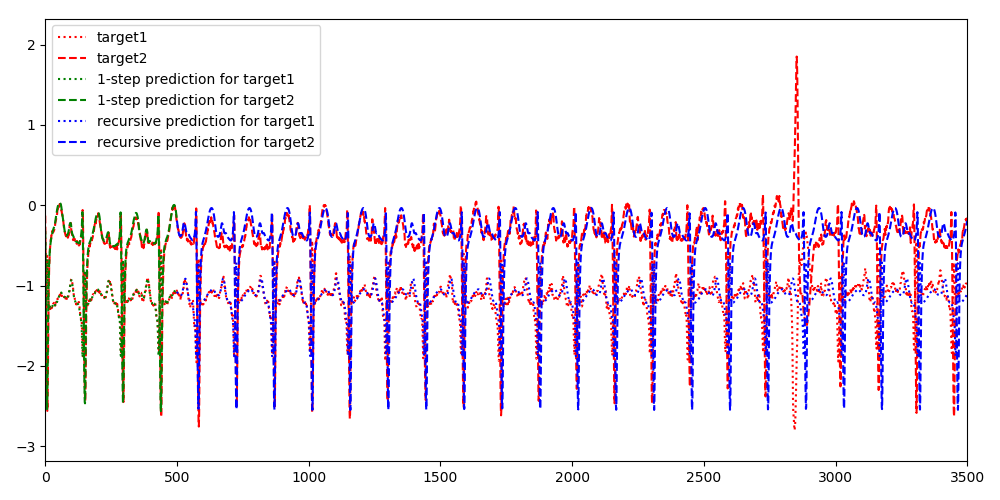 target1
target2
1-step prediction for target1
1-step prediction for target2
recursive prediction for target1
recursive prediction for target2
2
1
0
−1
−2
−3
0 500 1000 1500 2000 2500 3000 3500